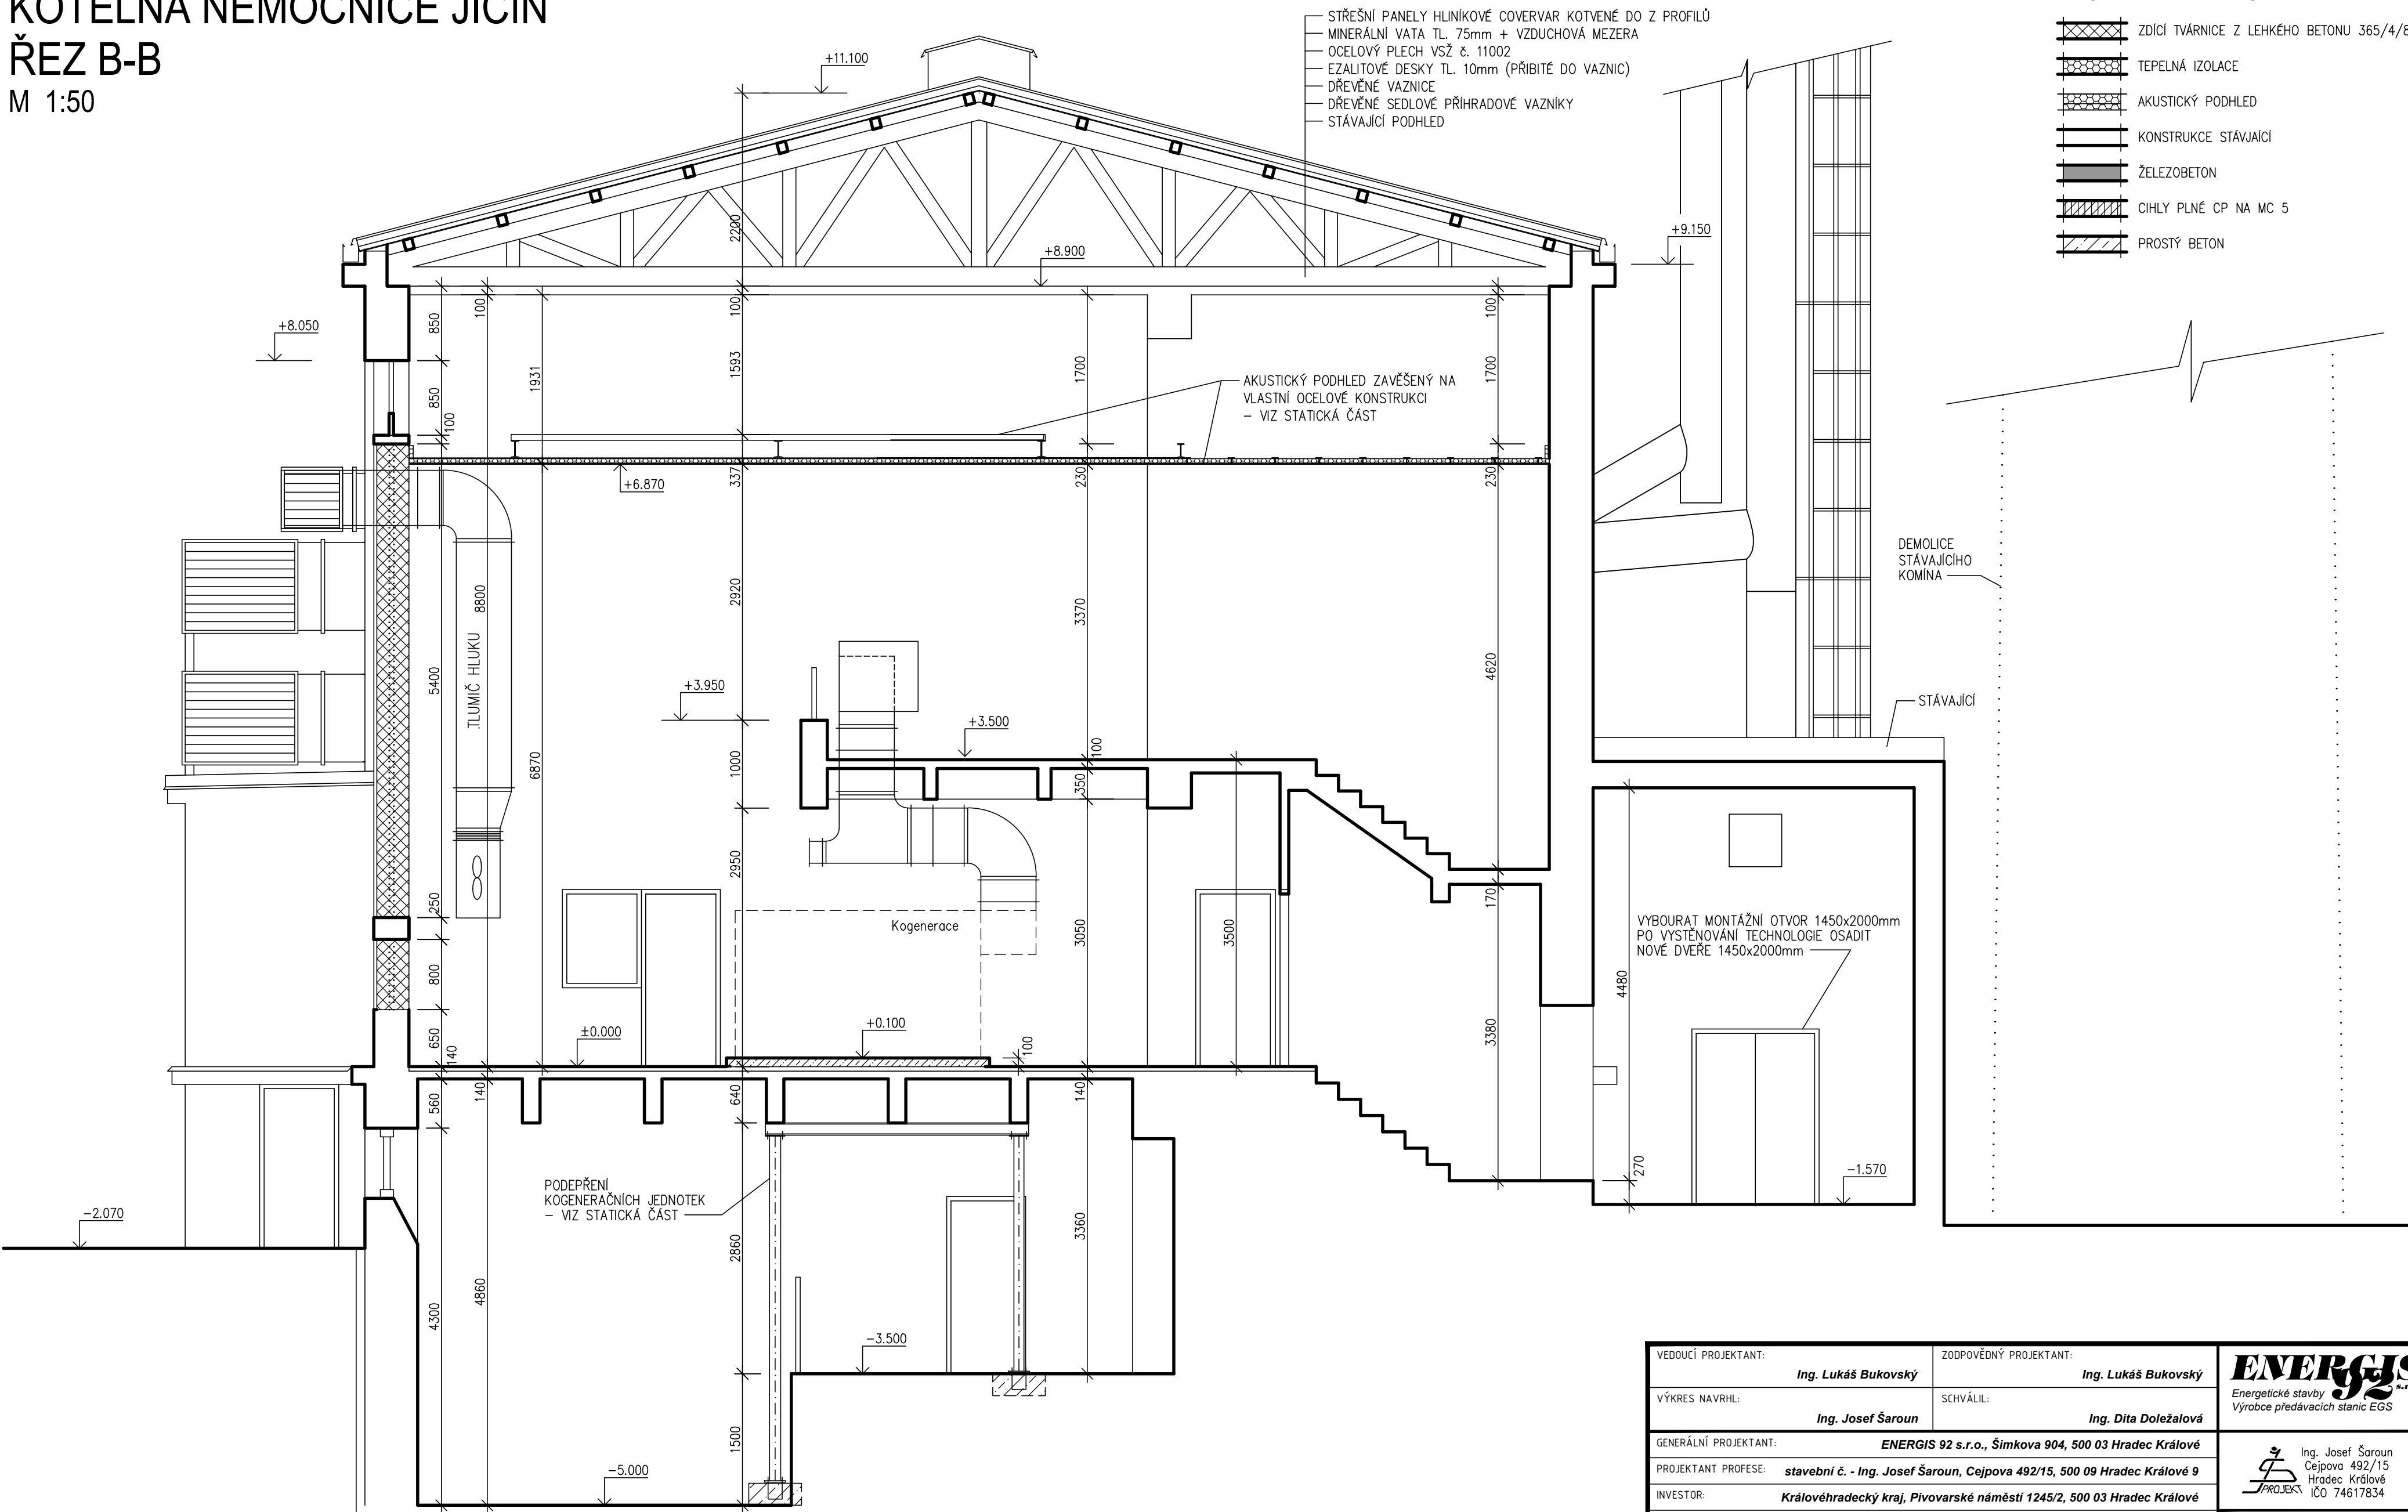 KOTELNA NEMOCNICE JIČÍN
ŘEZ B-B
M 1:50
STŘEŠNÍ PANELY HLINÍKOVÉ COVERVAR KOTVENÉ DO Z PROFILŮ
MINERÁLNÍ VATA TL. 75mm + VZDUCHOVÁ MEZERA
OCELOVÝ PLECH VSŽ č. 11002
EZALITOVÉ DESKY TL. 10mm (PŘIBITÉ DO VAZNIC)
DŘEVĚNÉ VAZNICE
DŘEVĚNÉ SEDLOVÉ PŘÍHRADOVÉ VAZNÍKY
STÁVAJÍCÍ PODHLED
ZDÍCÍ TVÁRNICE Z LEHKÉHO BETONU 365/4/8
TEPELNÁ IZOLACE
AKUSTICKÝ PODHLED
KONSTRUKCE STÁVJAÍCÍ
ŽELEZOBETON
CIHLY PLNÉ CP NA MC 5
PROSTÝ BETON
+11.100
2200
+8.900
+9.150
+8.050
850
100
1931
100
1593
1700
100
1700
850
100
AKUSTICKÝ PODHLED ZAVĚŠENÝ NA
VLASTNÍ OCELOVÉ KONSTRUKCI
– VIZ STATICKÁ ČÁST
+6.870
337
230
230
DEMOLICE
STÁVAJÍCÍHO
KOMÍNA
5400
TLUMIČ HLUKU
8800
6870
2920
3370
4620
+3.950
+3.500
STÁVAJÍCÍ
1000
100
350
2950
250
800
650
140
Kogenerace
3050
3500
170
3380
4480
VYBOURAT MONTÁŽNÍ OTVOR 1450x2000mm
PO VYSTĚNOVÁNÍ TECHNOLOGIE OSADIT
NOVÉ DVEŘE 1450x2000mm
±0.000
+0.100
100
560
140
640
140
270
-1.570
PODEPŘENÍ
KOGENERAČNÍCH JEDNOTEK
– VIZ STATICKÁ ČÁST
-2.070
2860
3360
4300
4860
-3.500
1500
-5.000
VEDOUCÍ PROJEKTANT:
Ing. Lukáš Bukovský
ZODPOVĚDNÝ PROJEKTANT:
Ing. Lukáš Bukovský
VÝKRES NAVRHL:
Ing. Josef Šaroun
SCHVÁLIL:
Ing. Dita Doležalová
ENERGIS
92
Energetické stavby
Výrobce předávacích stanic EGS
GENERÁLNÍ PROJEKTANT:
ENERGIS 92 s.r.o., Šimkova 904, 500 03 Hradec Králové
PROJEKTANT PROFESE:
stavební č. - Ing. Josef Šaroun, Cejpova 492/15, 500 09 Hradec Králové 9
INVESTOR:
Královéhradecký kraj, Pivovarské náměstí 1245/2, 500 03 Hradec Králové
PROJEKT
Ing. Josef Šaroun
Cejpova 492/15
Hradec Králové
IČO 74617834